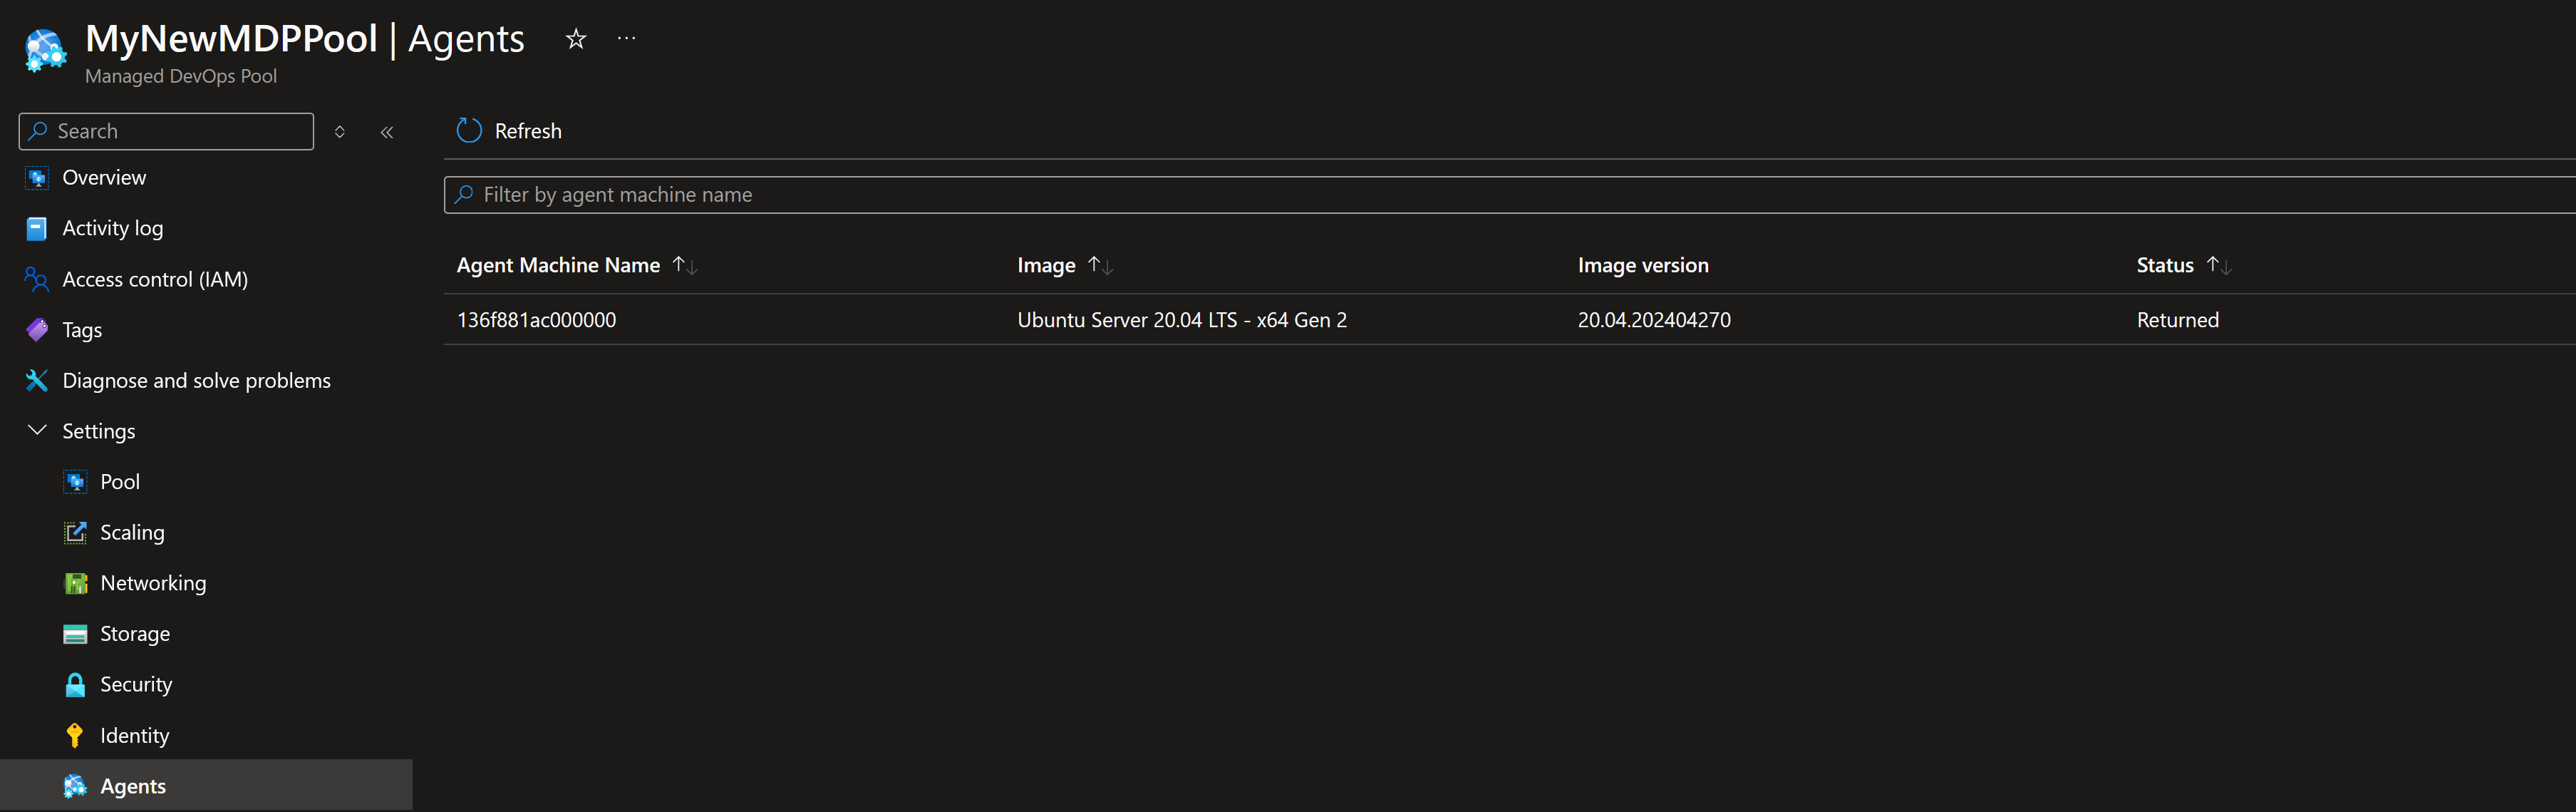 MyNewMDPPool | Agents
Managed DevOps Pool
Search
Refresh
Overview
Filter by agent machine name
Activity log
Agent Machine Name Image Image version Status
Access control (IAM)
136f881ac000000 Ubuntu Server 20.04 LTS - x64 Gen 2 20.04.202404270 Returned
Tags
Diagnose and solve problems
Settings
Pool
Scaling
Networking
Storage
Security
Identity
Agents